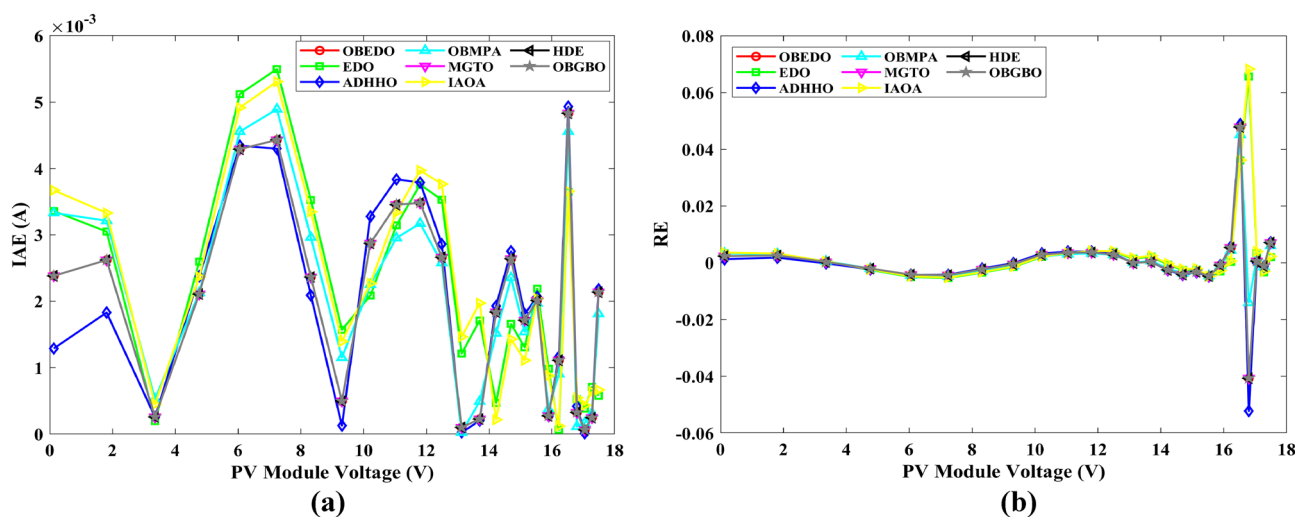 ×10-3
6
5
4
3
2
1
0
IAE (A)
OBEDO OBMPA HDE
EDO MGTO OBGBO
ADHHO IAOA
0 2 4 6 8 10 12 14 16 18
PV Module Voltage (V)
(a)
0.08
0.06
0.04
0.02
0
-0.02
-0.04
-0.06
RE
OBEDO OBMPA HDE
EDO MGTO OBGBO
ADHHO IAOA
0 2 4 6 8 10 12 14 16 18
PV Module Voltage (V)
(b)